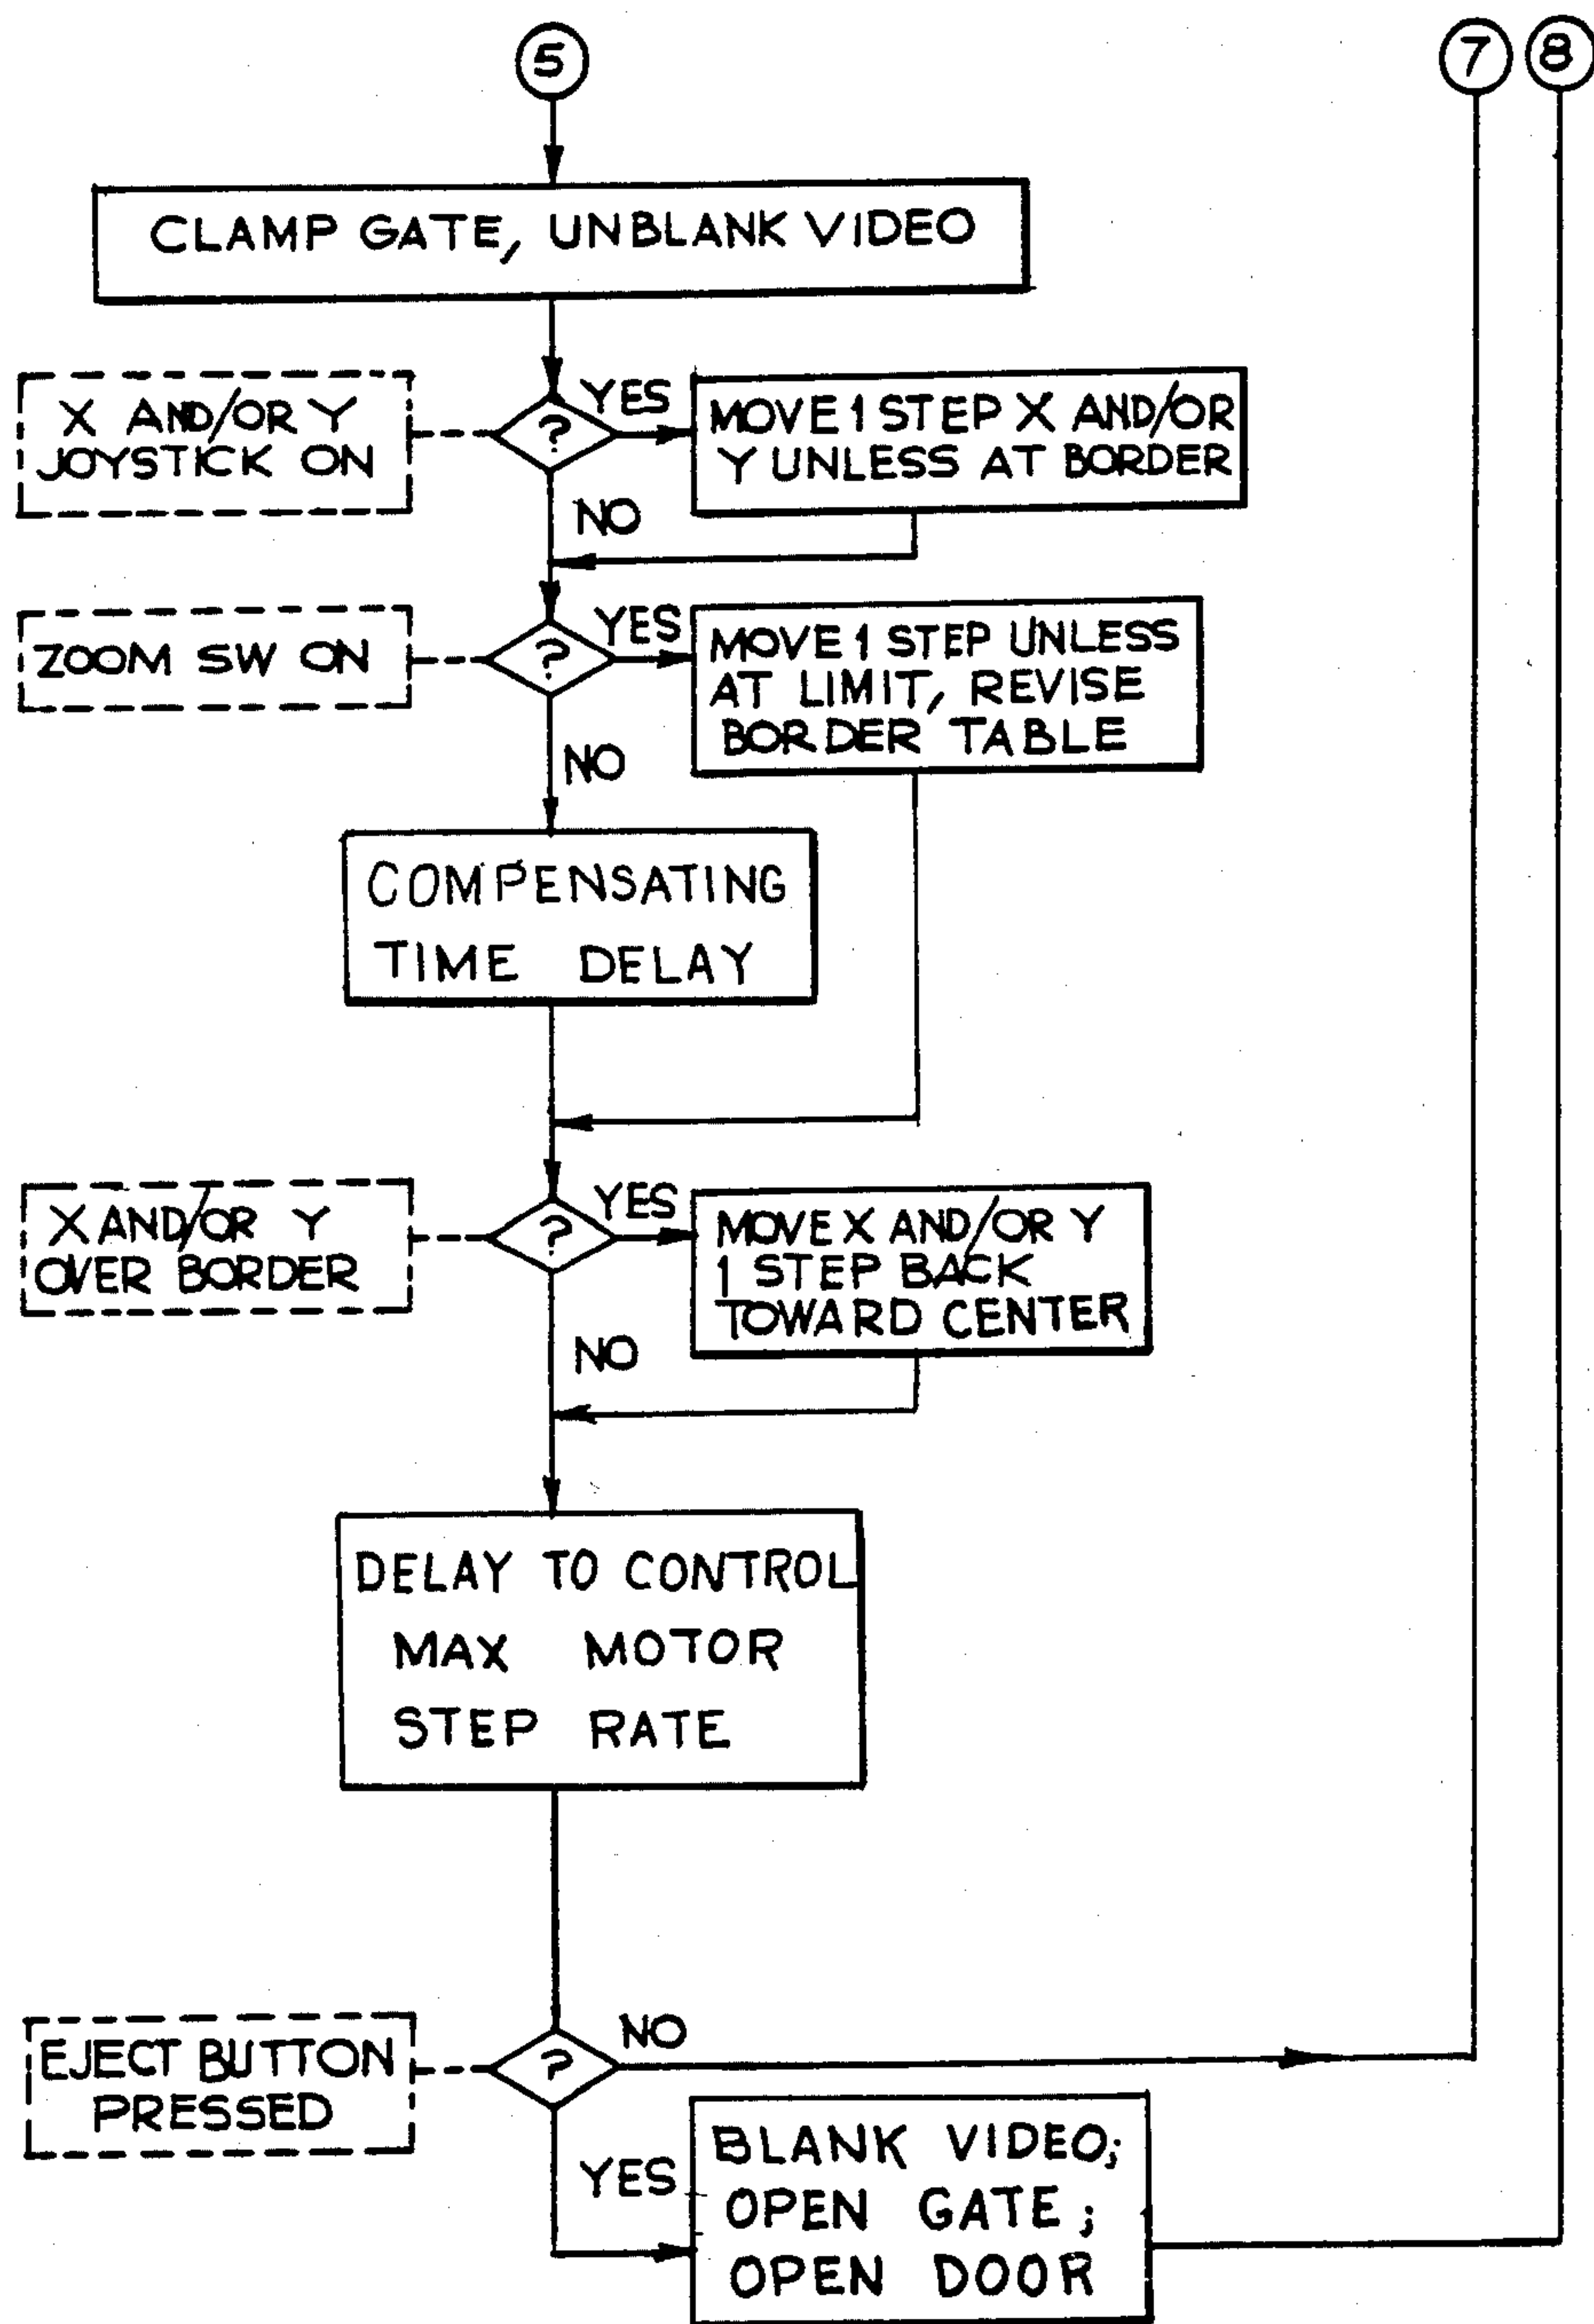 5
7
8
CLAMP GATE, UNBLANK VIDEO
X AND/OR Y
JOYSTICK ON
?
YES
MOVE 1 STEP X AND/OR
Y UNLESS AT BORDER
NO
ZOOM SW ON
?
YES
MOVE 1 STEP UNLESS
AT LIMIT, REVISE
BORDER TABLE
NO
COMPENSATING
TIME DELAY
X AND/OR Y
OVER BORDER
?
YES
MOVE X AND/OR Y
1 STEP BACK
TOWARD CENTER
NO
DELAY TO CONTROL
MAX MOTOR
STEP RATE
EJECT BUTTON
PRESSED
?
NO
YES
BLANK VIDEO;
OPEN GATE;
OPEN DOOR